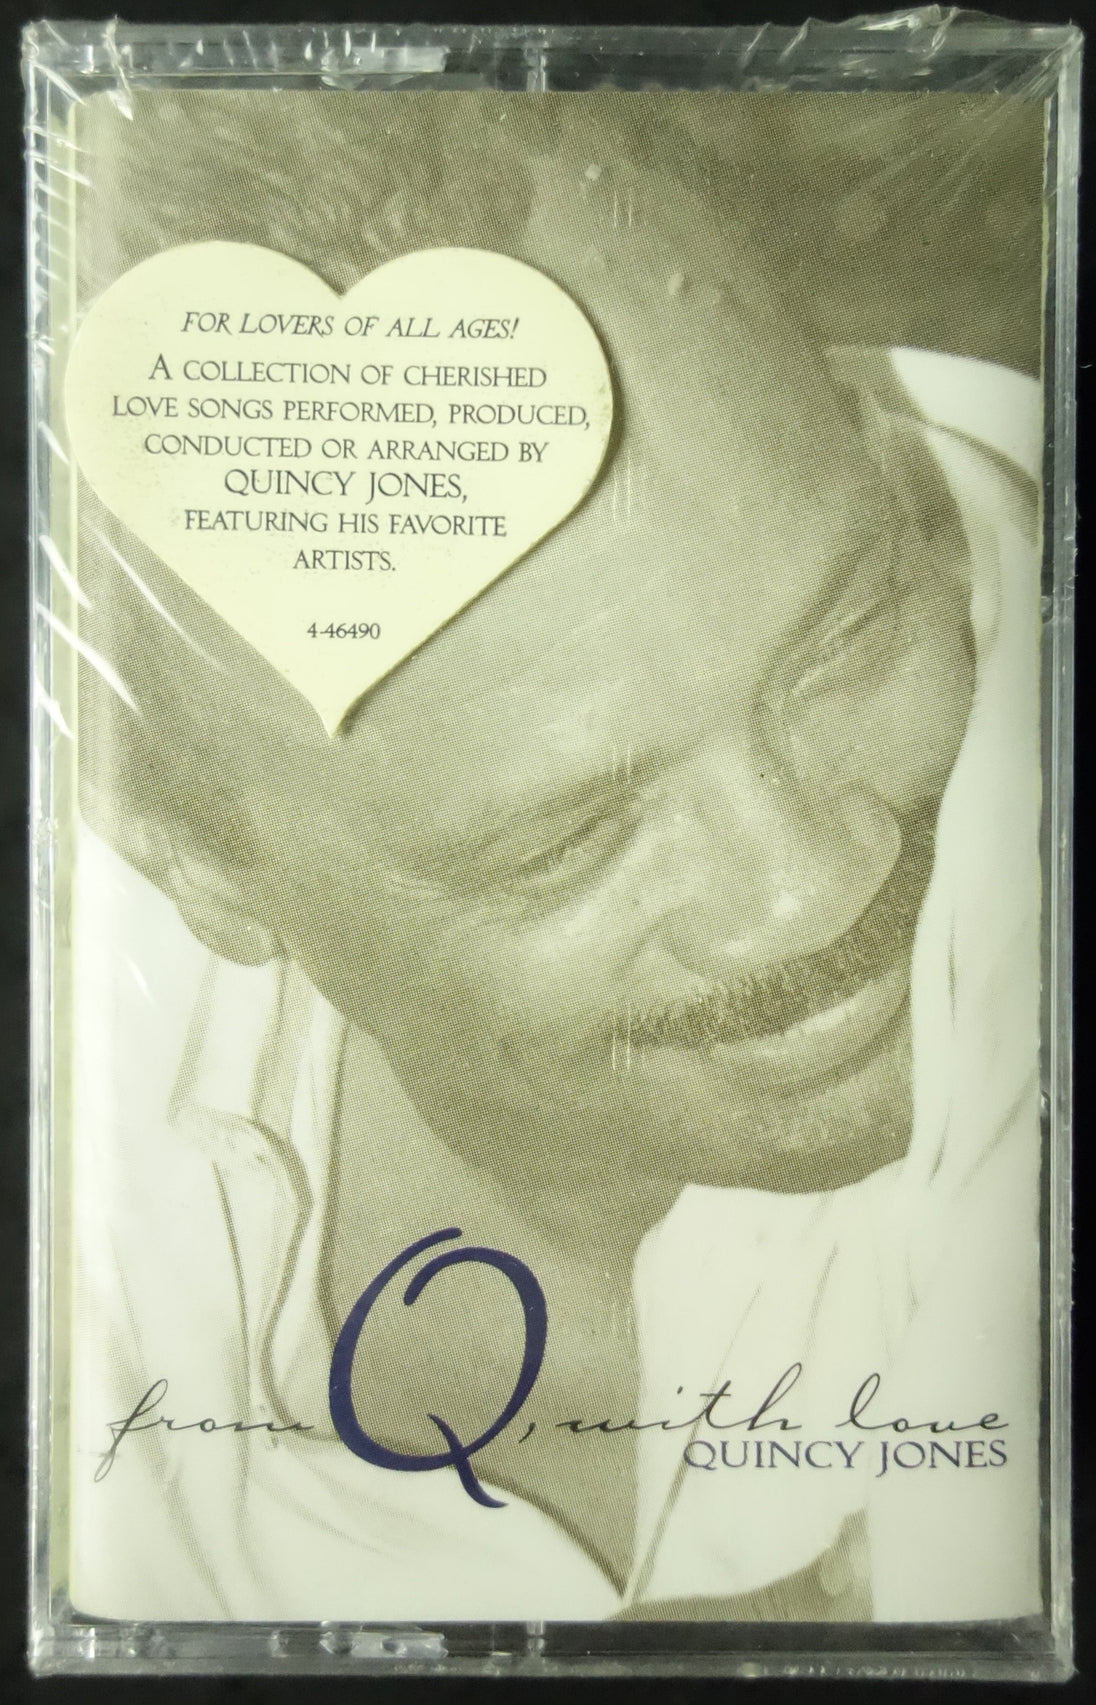 FOR LOVERS OF ALL AGES!
A COLLECTION OF CHERISHED
LOVE SONGS PERFORMED, PRODUCED,
CONDUCTED OR ARRANGED BY
QUINCY JONES,
FEATURING HIS FAVORITE
ARTISTS.
4-46490
from Q, with love
QUINCY JONES